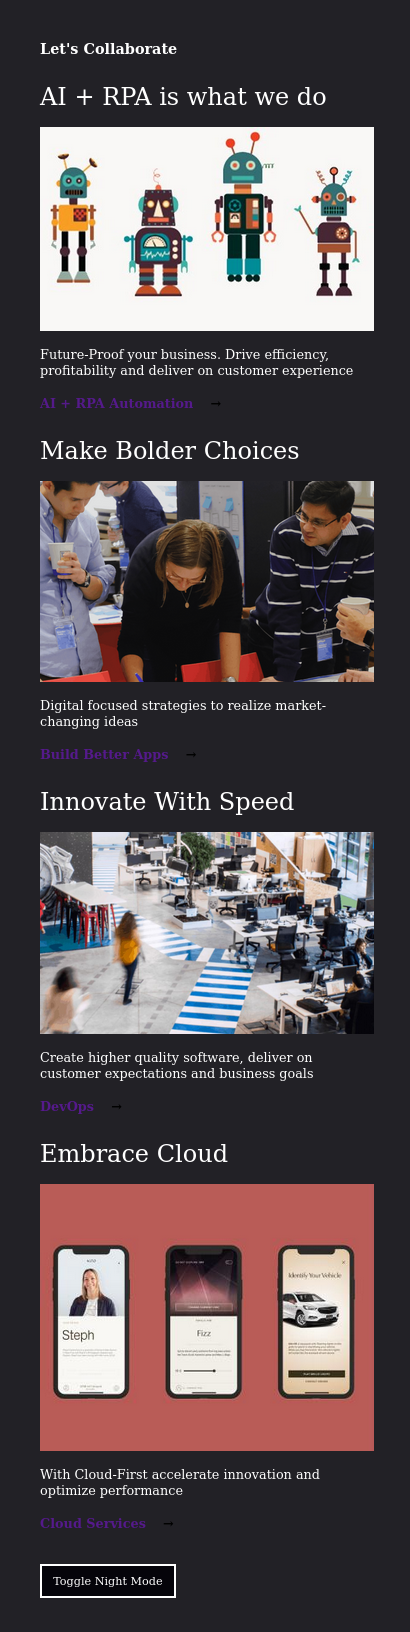 Let's Collaborate
AI + RPA is what we do
Future-Proof your business. Drive efficiency,
profitability and deliver on customer experience
AI + RPA Automation →
Make Bolder Choices
Digital focused strategies to realize market-
changing ideas
Build Better Apps →
Innovate With Speed
Create higher quality software, deliver on
customer expectations and business goals
DevOps →
Embrace Cloud
Steph
Fizz
Identify Your Vehicle
With Cloud-First accelerate innovation and
optimize performance
Cloud Services →
Toggle Night Mode